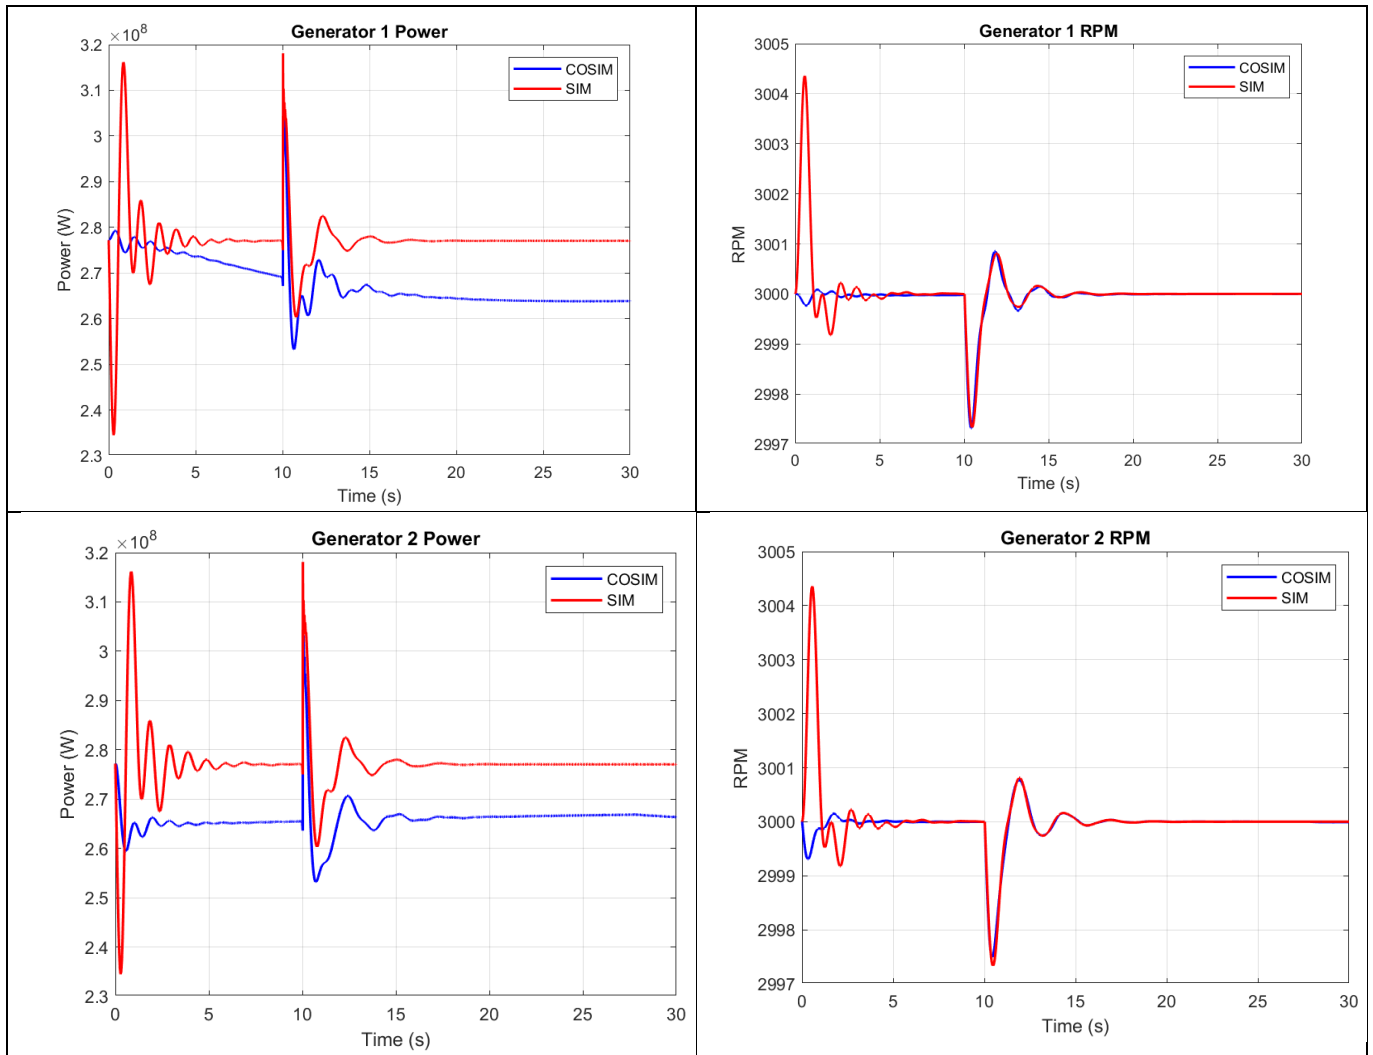 Generator 1 Power
×10⁸
3.2
3.1
3
2.9
2.8
2.7
2.6
2.5
2.4
2.3
Power (W)
COSIM
SIM
0 5 10 15 20 25 30
Time (s)
Generator 1 RPM
3005
3004
3003
3002
3001
3000
2999
2998
2997
RPM
COSIM
SIM
0 5 10 15 20 25 30
Time (s)
Generator 2 Power
×10⁸
3.2
3.1
3
2.9
2.8
2.7
2.6
2.5
2.4
2.3
Power (W)
COSIM
SIM
0 5 10 15 20 25 30
Time (s)
Generator 2 RPM
3005
3004
3003
3002
3001
3000
2999
2998
2997
RPM
COSIM
SIM
0 5 10 15 20 25 30
Time (s)